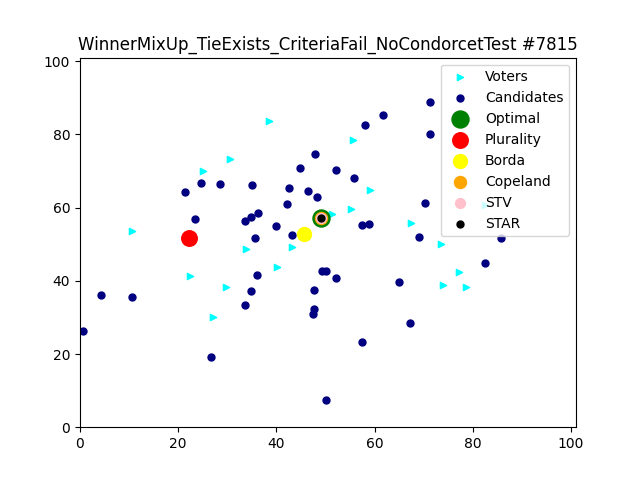 WinnerMixUp_TieExists_CriteriaFail_NoCondorcetTest #7815
Voters
Candidates
Optimal
Plurality
Borda
Copeland
STV
STAR
100
80
60
40
20
0
0
20
40
60
80
100